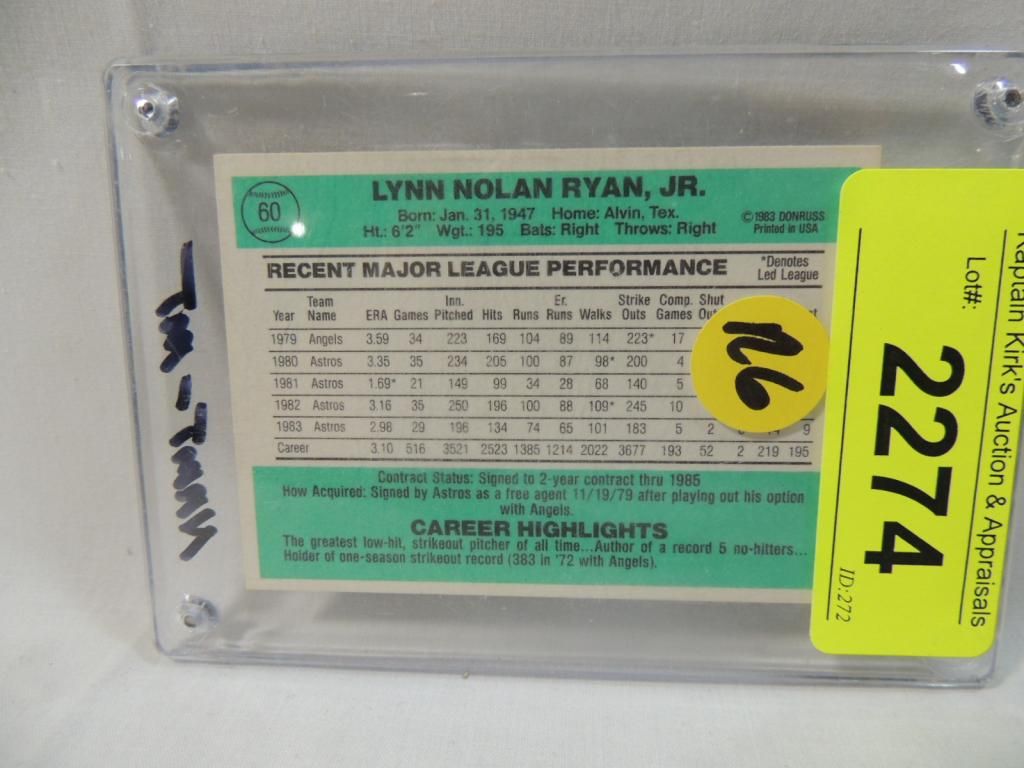 60
LYNN NOLAN RYAN, JR.
Born: Jan. 31, 1947 Home: Alvin, Tex.
Ht.: 6'2" Wgt.: 195 Bats: Right Throws: Right
©1983 DONRUSS
Printed in USA
RECENT MAJOR LEAGUE PERFORMANCE
*Denotes
Led League
Year Team Name ERA Games Inn. Pitched Hits Runs Er. Runs Walks Strike Outs Comp. Games Shut
1979 Angels 3.59 34 223 169 104 89 114 223* 17
1980 Astros 3.35 35 234 205 100 87 98* 200 4
1981 Astros 1.69* 21 149 99 34 28 68 140 5
1982 Astros 3.16 35 250 196 100 88 109* 245 10
1983 Astros 2.98 29 196 134 74 65 101 183 5 2 9
Career 3.10 516 3521 2523 1385 1214 2022 3677 193 52 2 219 195
Contract Status: Signed to 2-year contract thru 1985
How Acquired: Signed by Astros as a free agent 11/19/79 after playing out his option
with Angels.
CAREER HIGHLIGHTS
The greatest low-hit, strikeout pitcher of all time...Author of a record 5 no-hitters...
Holder of one-season strikeout record (383 in '72 with Angels).
Kaptain Kirk's Auction & Appraisals
Lot#:
2274
ID:272